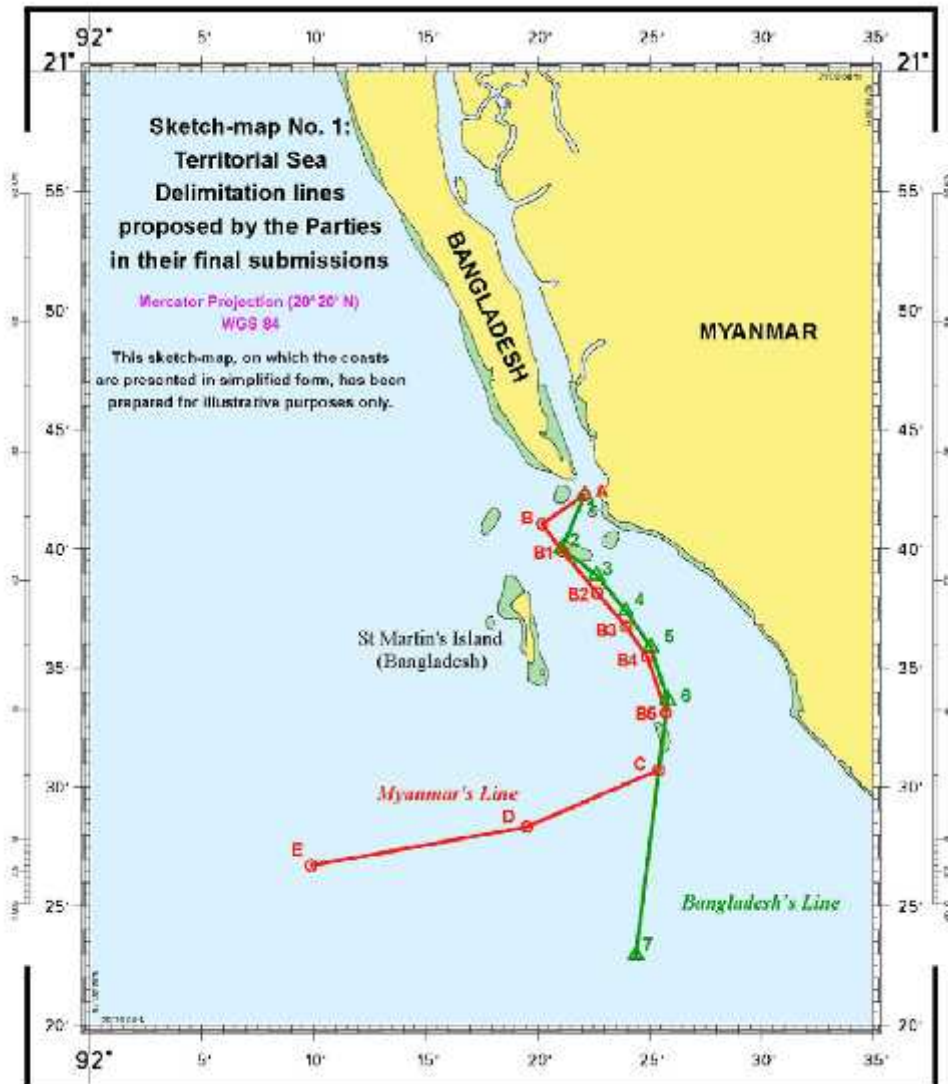 92° 5' 10' 15' 20' 25' 30' 35'
21° 21°
Sketch-map No. 1:
Territorial Sea
Delimitation lines
proposed by the Parties
in their final submissions
Mercator Projection (20° 20' N)
WGS 84
This sketch-map, on which the coasts
are presented in simplified form, has been
prepared for illustrative purposes only.
BANGLADESH
MYANMAR
55' 55'
50' 50'
45' 45'
A
B
2
40' 40'
B1
3
B2
4
B3
St Martin's Island
(Bangladesh)
5
B4
35' 35'
6
B5
C
30' 30'
Myanmar's Line
D
E
Bangladesh's Line
25' 25'
7
20' 20'
92° 5' 10' 15' 20' 25' 30' 35'